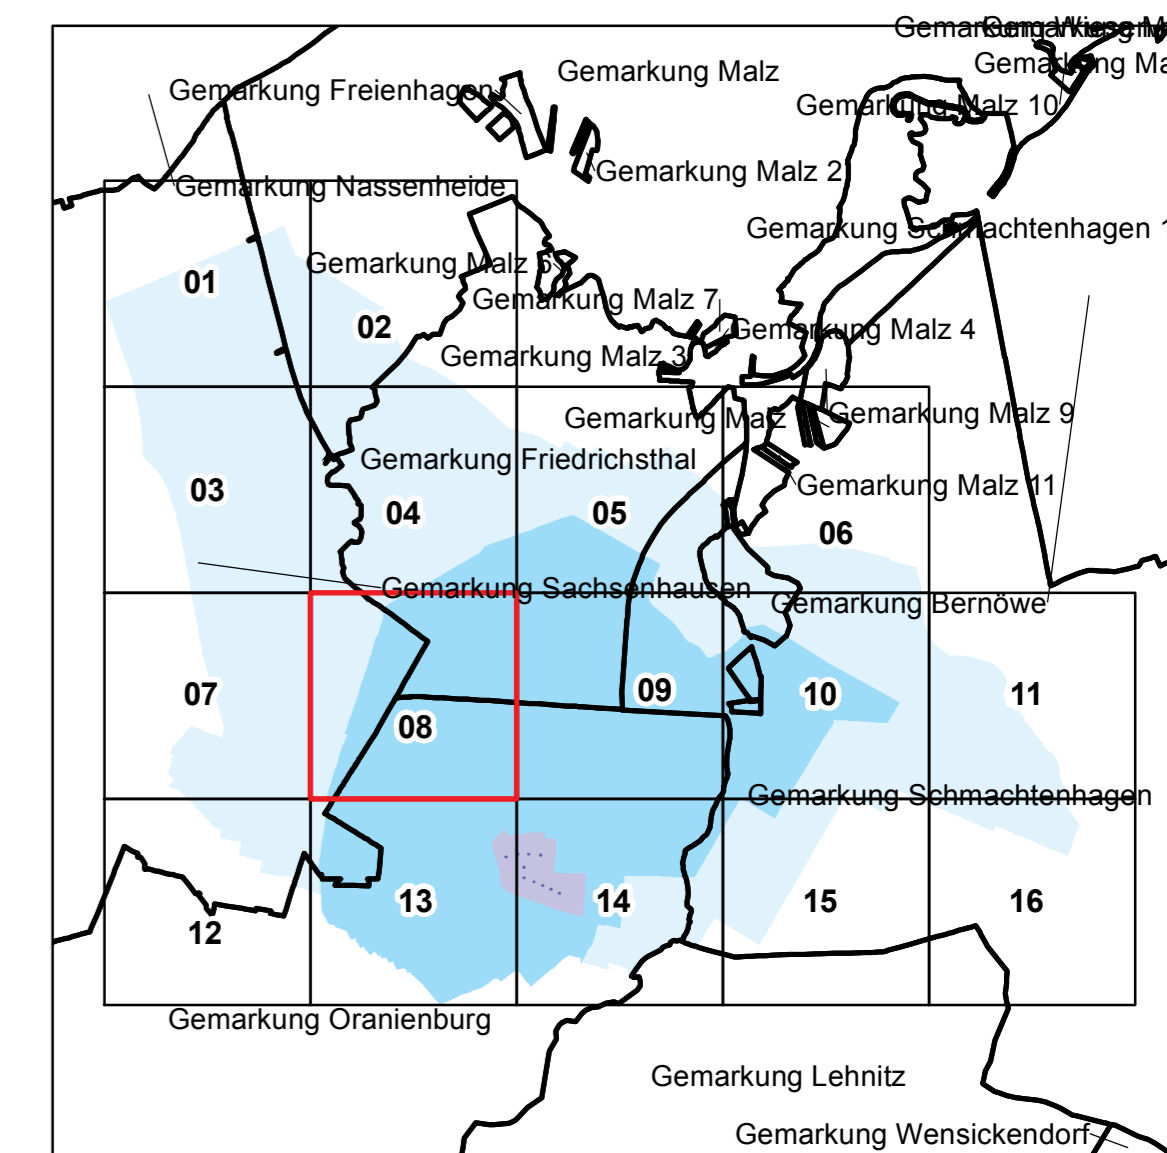 Gemarkung Malz
Gemarkung Ma
Gemarkung Freienhagen
Gemarkung Malz 10
Gemarkung Malz 2
Gemarkung Nassenheide
Gemarkung Schmachtenhagen 1
Gemarkung Malz 6
01
Gemarkung Malz 7
02
Gemarkung Malz 4
Gemarkung Malz 3
Gemarkung Malz
Gemarkung Malz 9
Gemarkung Friedrichsthal
Gemarkung Malz 11
03
04
05
06
Gemarkung Sachsenhausen
Gemarkung Bernöwe
07
09
10
11
08
Gemarkung Schmachtenhagen
13
14
15
16
12
Gemarkung Oranienburg
Gemarkung Lehnitz
Gemarkung Wensickendorf